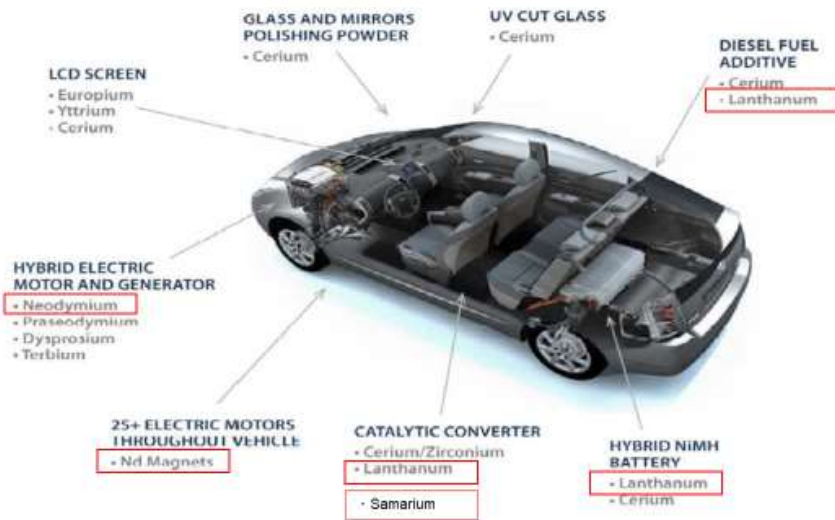 GLASS AND MIRRORS
POLISHING POWDER
• Cerium
UV CUT GLASS
• Cerium
DIESEL FUEL
ADDITIVE
• Cerium
• Lanthanum
LCD SCREEN
• Europium
• Yttrium
• Cerium
HYBRID ELECTRIC
MOTOR AND GENERATOR
• Neodymium
• Praseodymium
• Dysprosium
• Terbium
25+ ELECTRIC MOTORS
THROUGHOUT VEHICLE
• Nd Magnets
CATALYTIC CONVERTER
• Cerium/Zirconium
• Lanthanum
· Samarium
HYBRID NiMH
BATTERY
• Lanthanum
• Cerium